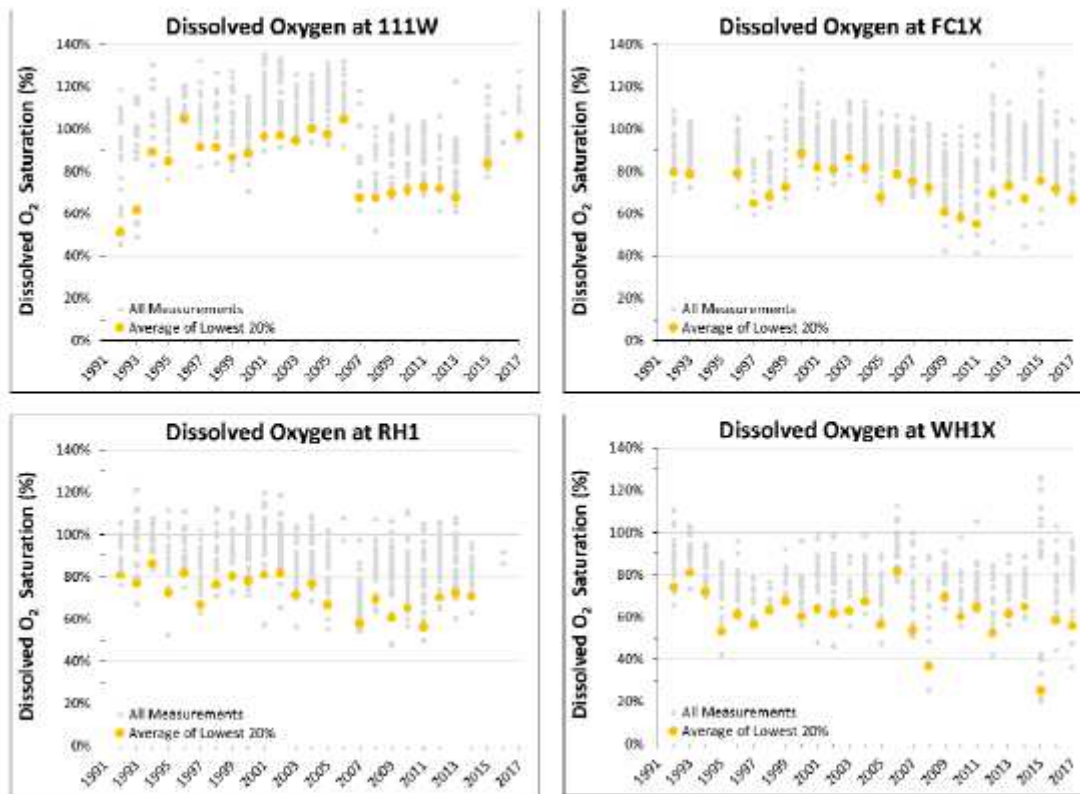 Dissolved Oxygen at 111W
Dissolved O2 Saturation (%)
140%
120%
100%
80%
60%
40%
20%
0%
All Measurements
Average of Lowest 20%
1991 1993 1995 1997 1999 2001 2003 2005 2007 2009 2011 2013 2015 2017
Dissolved Oxygen at FC1X
Dissolved O2 Saturation (%)
140%
120%
100%
80%
60%
40%
20%
0%
All Measurements
Average of Lowest 20%
1991 1993 1995 1997 1999 2001 2003 2005 2007 2009 2011 2013 2015 2017
Dissolved Oxygen at RH1
Dissolved O2 Saturation (%)
140%
120%
100%
80%
60%
40%
20%
0%
All Measurements
Average of Lowest 20%
1991 1993 1995 1997 1999 2001 2003 2005 2007 2009 2011 2013 2015 2017
Dissolved Oxygen at WH1X
Dissolved O2 Saturation (%)
140%
120%
100%
80%
60%
40%
20%
0%
All Measurements
Average of Lowest 20%
1991 1993 1995 1997 1999 2001 2003 2005 2007 2009 2011 2013 2015 2017